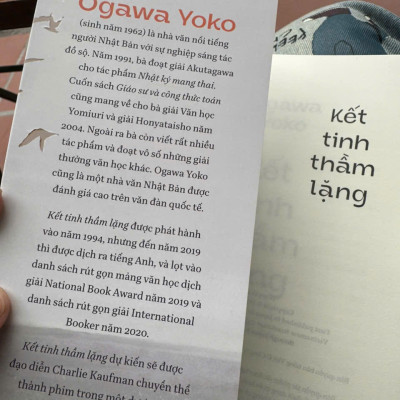 Ogawa Yoko
(sinh năm 1962) là nhà văn nổi tiếng
người Nhật Bản với sự nghiệp sáng tác
đồ sộ. Năm 1991, bà đoạt giải Akutagawa
cho tác phẩm Nhật ký mang thai.
Cuốn sách Giáo sư và công thức toán
cũng mang về cho bà giải Văn học
Yomiuri và giải Honyataisho năm
2004. Ngoài ra bà còn viết rất nhiều
tác phẩm và đoạt vô số những giải
thưởng văn học khác. Ogawa Yoko
cũng là một nhà văn Nhật Bản được
đánh giá cao trên văn đàn quốc tế.
Kết tinh thầm lặng được phát hành
vào năm 1994, nhưng đến năm 2019
thì được dịch ra tiếng Anh, và lọt vào
danh sách rút gọn mảng văn học dịch
giải National Book Award năm 2019 và
danh sách rút gọn giải International
Booker năm 2020.
Kết tinh thầm lặng dự kiến sẽ được
đạo diễn Charlie Kaufman chuyển thể
thành phim trong một
Kết
tinh
thầm
lặng